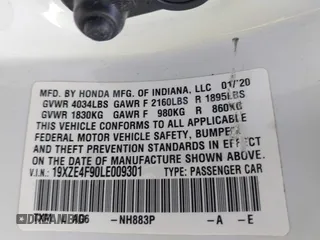 MFD. BY HONDA MFG. OF INDIANA, LLC 01/20
GVWR 4034LBS GAWR F 2160LBS R 1895LBS
GVWR 1830KG GAWR F 980KG R 860KG
THIS VEHICLE CONFORMS TO ALL APPLICABLE
FEDERAL MOTOR VEHICLE SAFETY, BUMPER,
AND THEFT PREVENTION STANDARDS IN EFFECT
ON THE DATE OF MANUFACTURE SHOWN ABOVE.
V.I.N.: 19XZE4F90LE009301 TYPE: PASSENGER CAR
NH883P -A -E